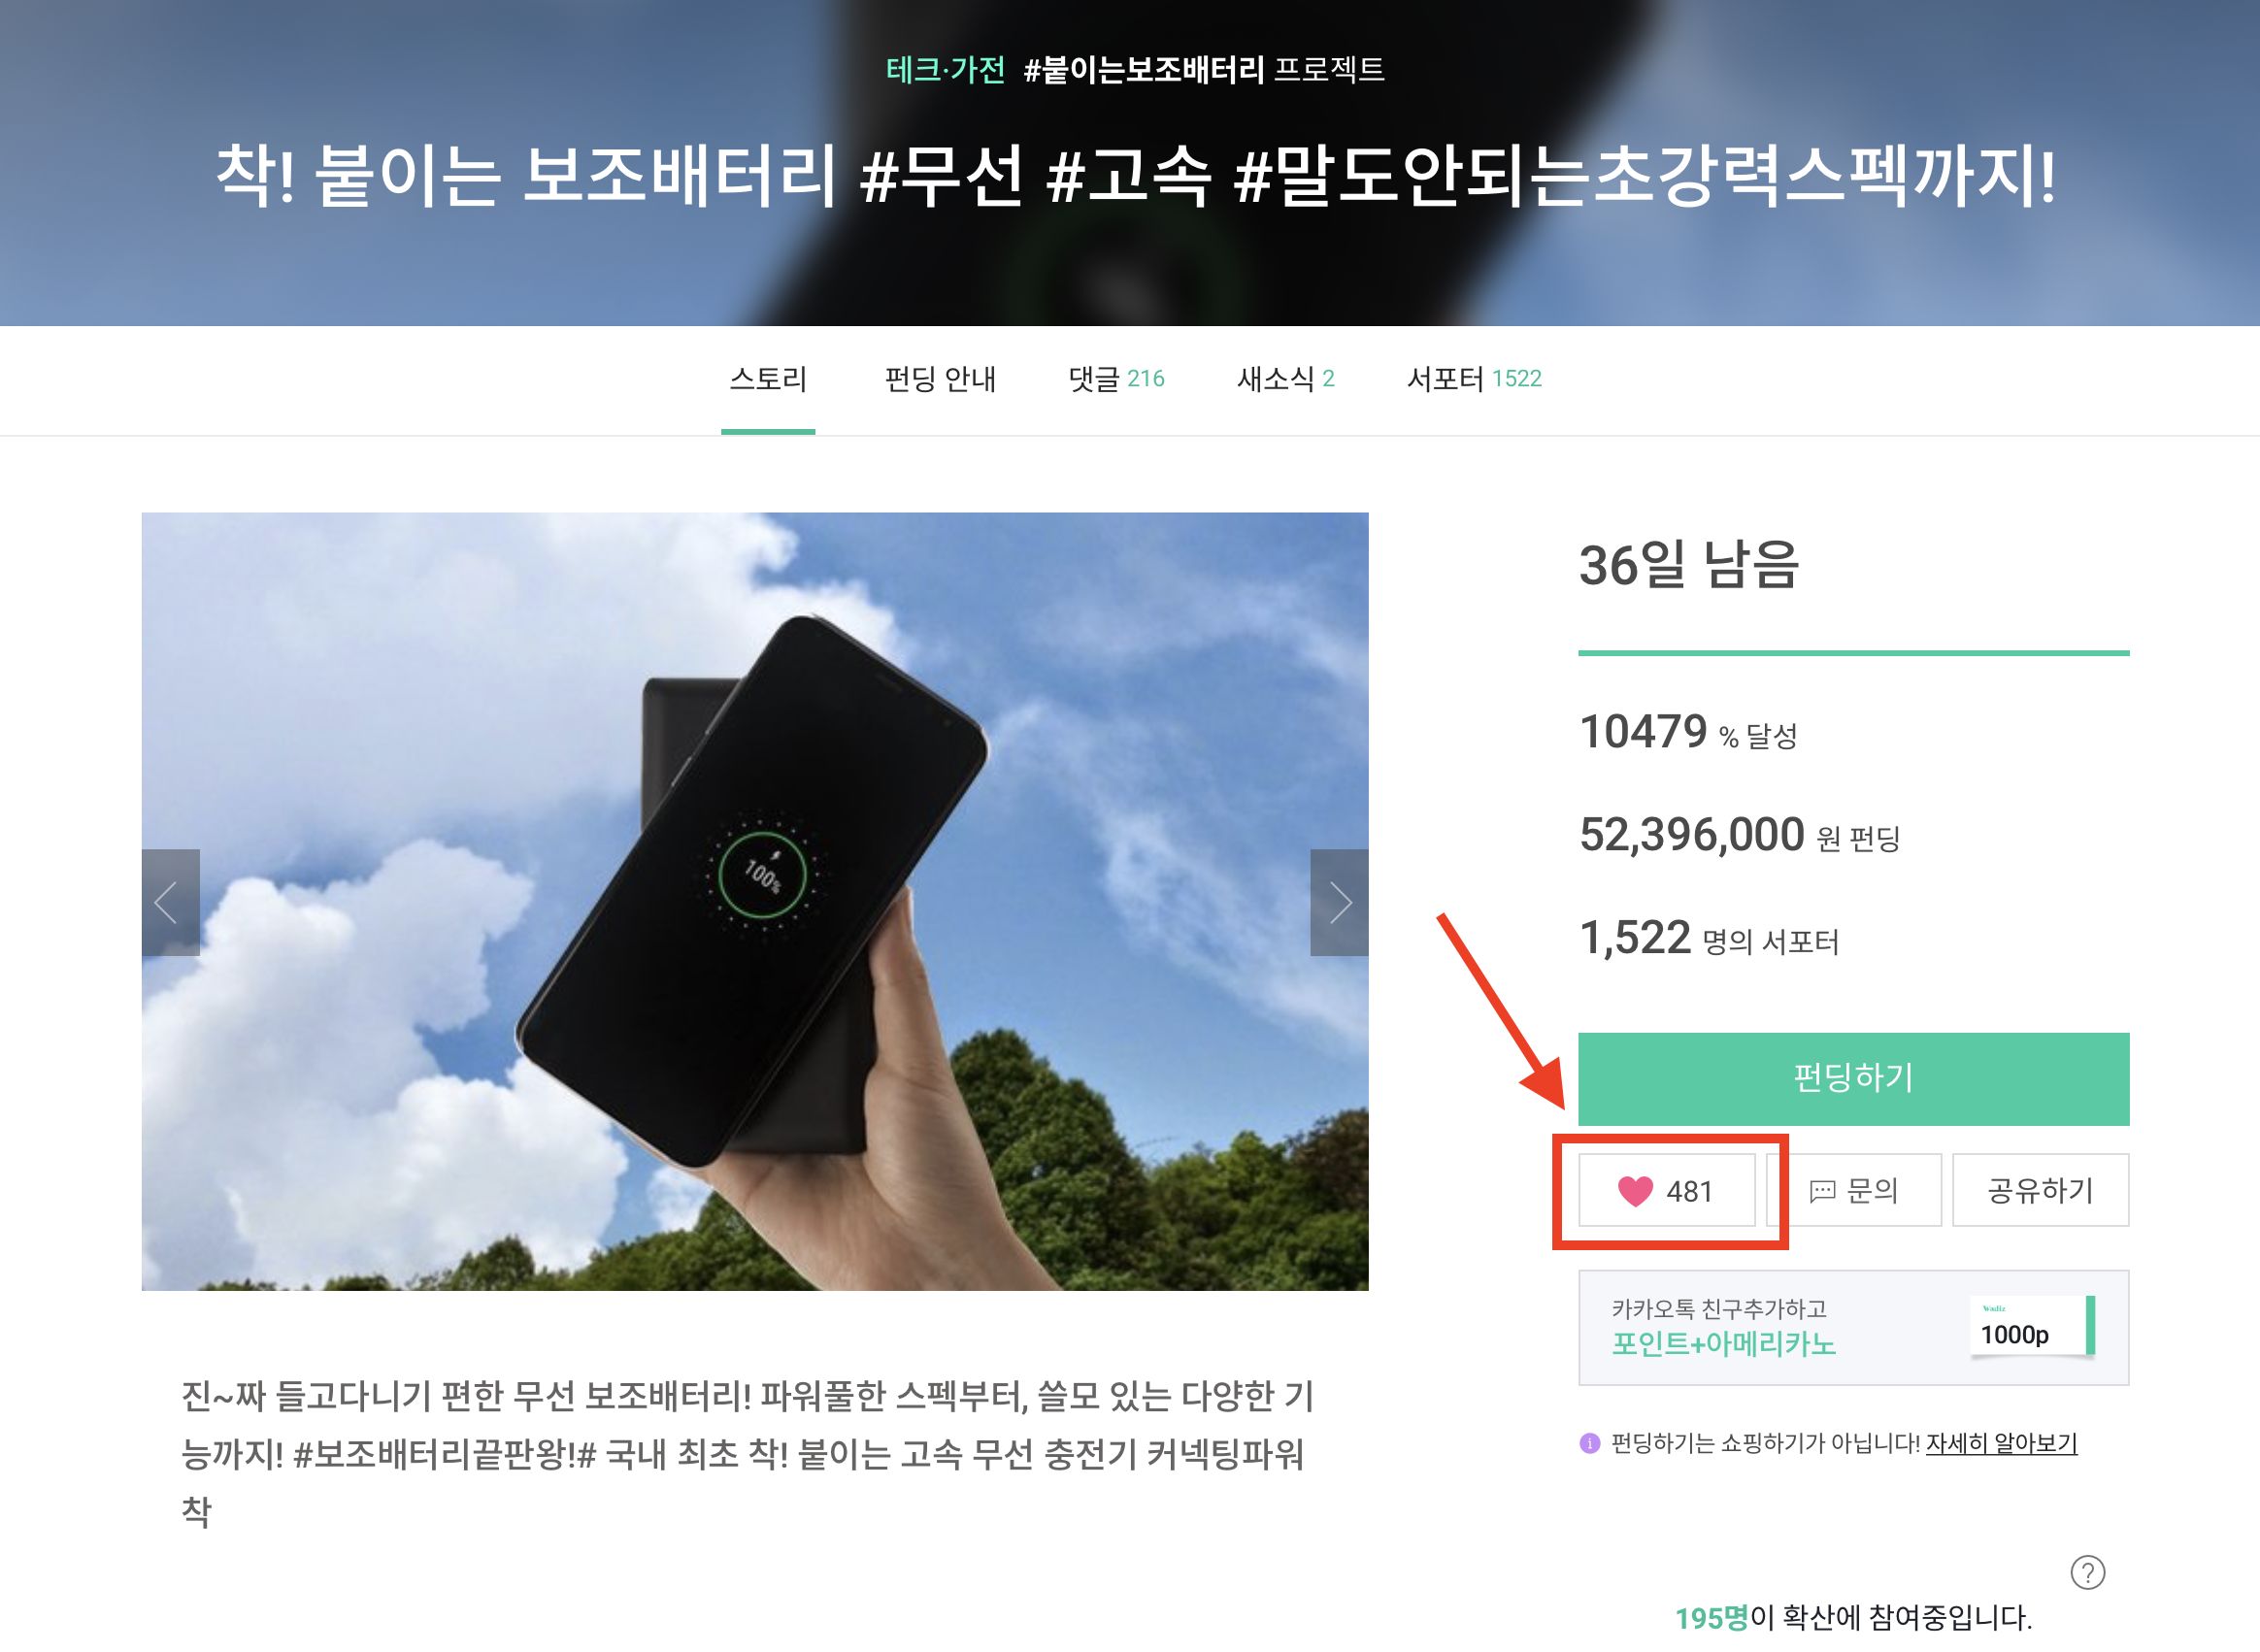 테크·가전 #붙이는보조배터리 프로젝트
착! 붙이는 보조배터리 #무선 #고속 #말도안되는초강력스펙까지!
스토리 펀딩 안내 댓글 216 새소식 2 서포터 1522
100%
36일 남음
10479 % 달성
52,396,000 원 펀딩
1,522 명의 서포터
펀딩하기
481 문의 공유하기
카카오톡 친구추가하고
포인트+아메리카노
Wadiz
1000p
펀딩하기는 쇼핑하기가 아닙니다! 자세히 알아보기
진~짜 들고다니기 편한 무선 보조배터리! 파워풀한 스펙부터, 쓸모 있는 다양한 기
능까지! #보조배터리끝판왕!# 국내 최초 착! 붙이는 고속 무선 충전기 커넥팅파워
착
?
195명이 확산에 참여중입니다.